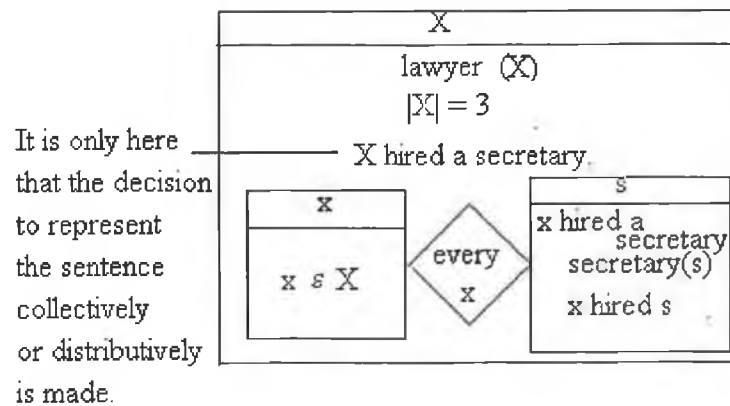 X
lawyer (X)
|X| = 3
It is only here
that the decision
to represent
the sentence
collectively
or distributively
is made.
X hired a secretary.
x
x ε X
every
x
s
x hired a
secretary
secretary(s)
x hired s